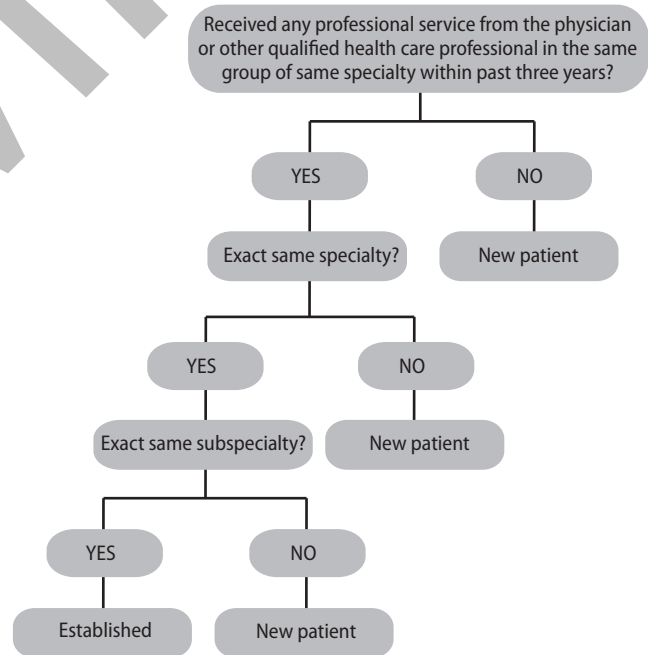 Received any professional service from the physician
or other qualified health care professional in the same
group of same specialty within past three years?
YES
NO
Exact same specialty?
New patient
YES
NO
Exact same subspecialty?
New patient
YES
NO
Established
New patient